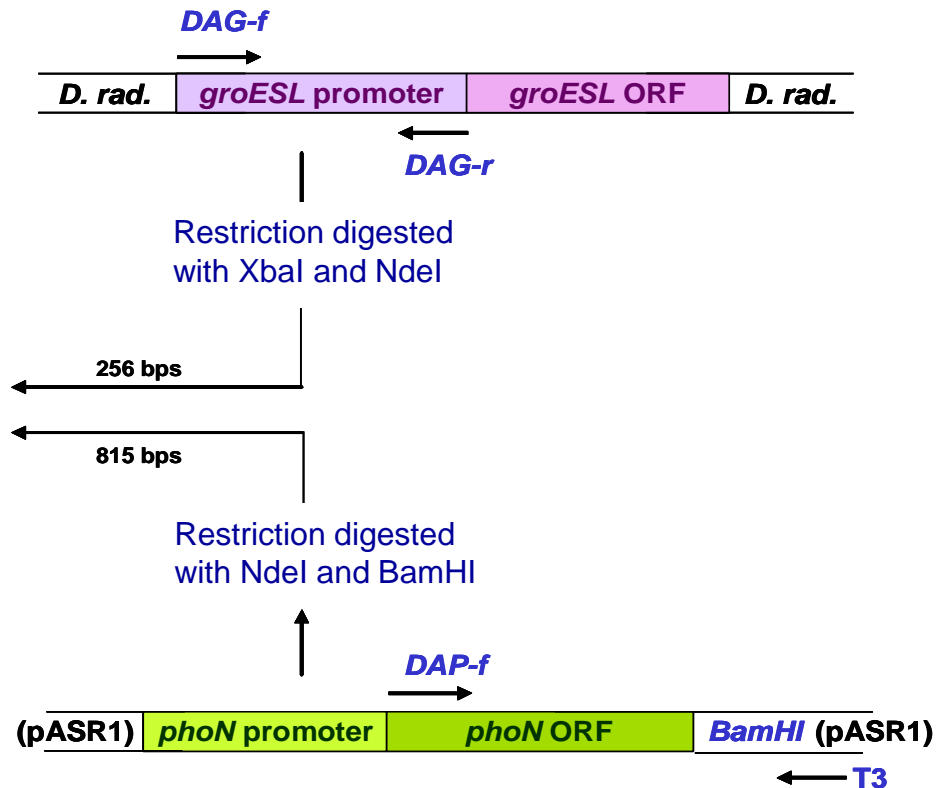 DAG-f
D. rad. groESL promoter groESL ORF D. rad.
DAG-r
Restriction digested
with XbaI and NdeI
256 bps
815 bps
Restriction digested
with NdeI and BamHI
DAP-f
(pASR1) phoN promoter phoN ORF BamHI (pASR1)
T3